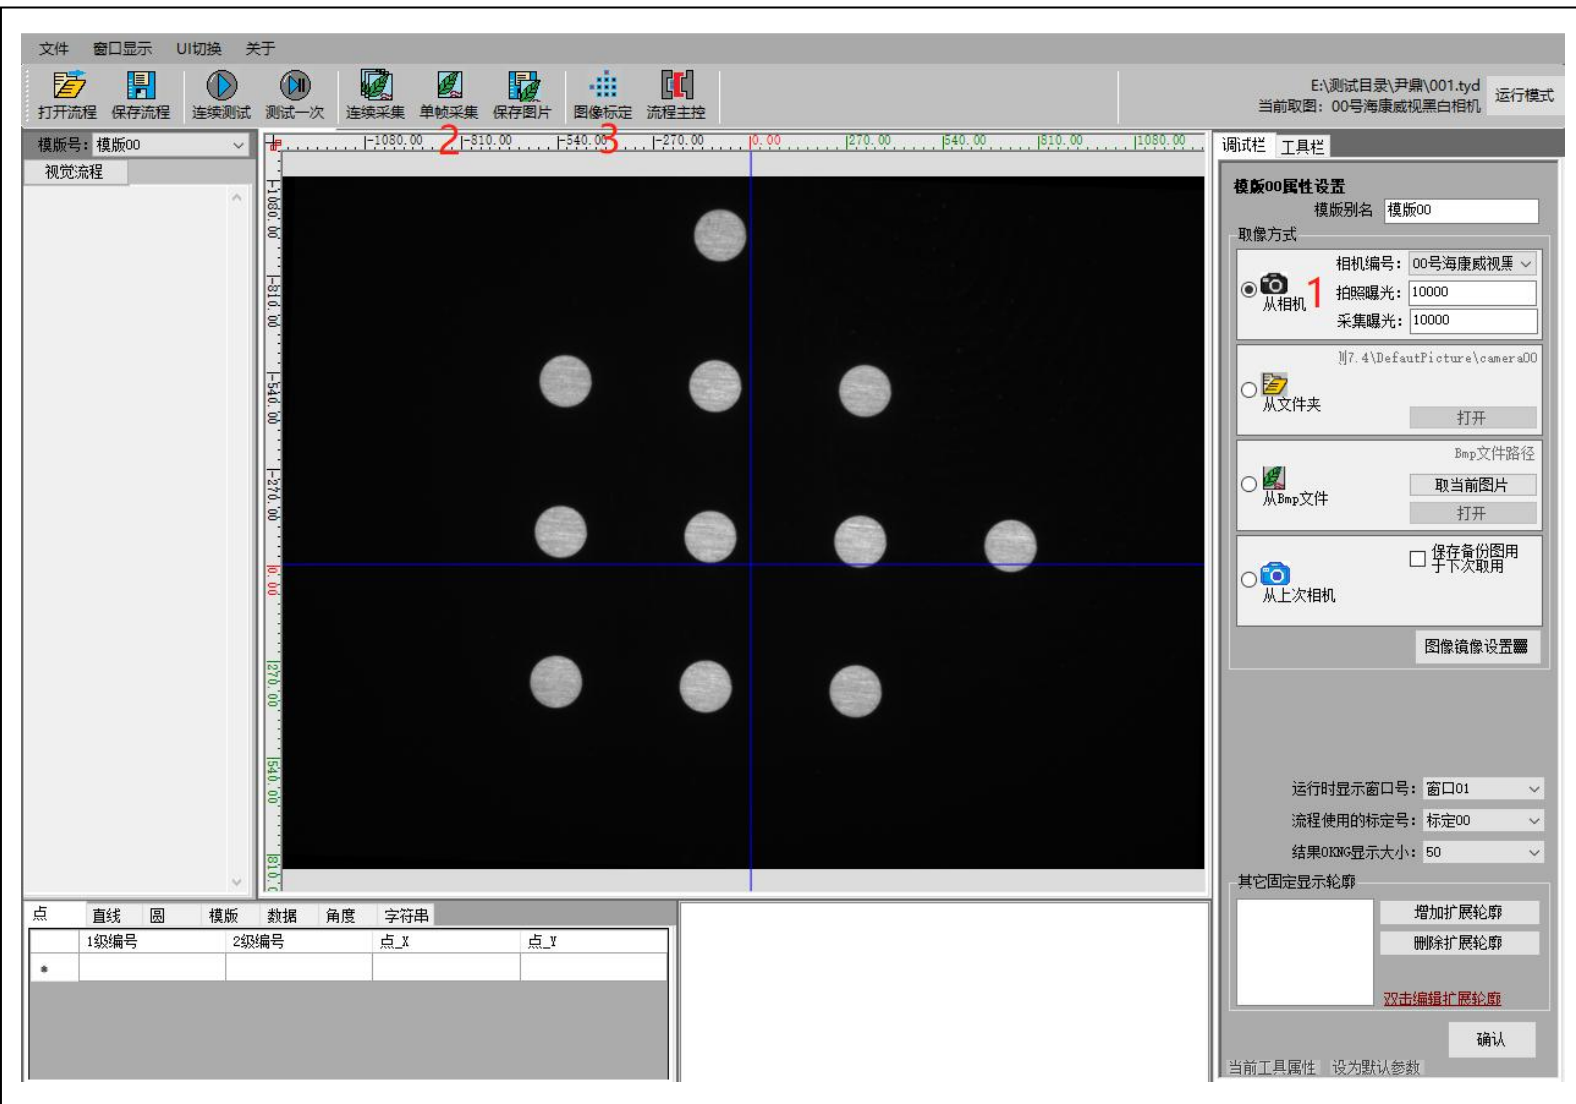 文件 窗口显示 UI切换 关于
打开流程 保存流程 连续测试 测试一次 连续采集 单帧采集 保存图片 图像标定 流程主控
E:\测试目录\尹鼎\001.tyd
当前取图：00号海康威视黑白相机
运行模式
模版号：模版00
视觉流程
2 3
-1080.00 -810.00 -540.00 -270.00 0.00 270.00 540.00 810.00 1080.00
-1080.00
-810.00
-540.00
-270.00
0.00
270.00
540.00
810.0
调试栏 工具栏
模版00属性设置
模版别名 模版00
取像方式
从相机 1
相机编号：00号海康威视黑
拍照曝光：10000
采集曝光：10000
7.4\DefautPicture\camera00
从文件夹
打开
Bmp文件路径
从Bmp文件
取当前图片
打开
从上次相机
保存备份图用
于下次取用
图像镜像设置
运行时显示窗口号：窗口01
流程使用的标定号：标定00
结果OKNG显示大小：50
其它固定显示轮廓
增加扩展轮廓
删除扩展轮廓
双击编辑扩展轮廓
确认
当前工具属性 设为默认参数
点 直线 圆 模版 数据 角度 字符串
1级编号 2级编号 点_X 点_Y
*